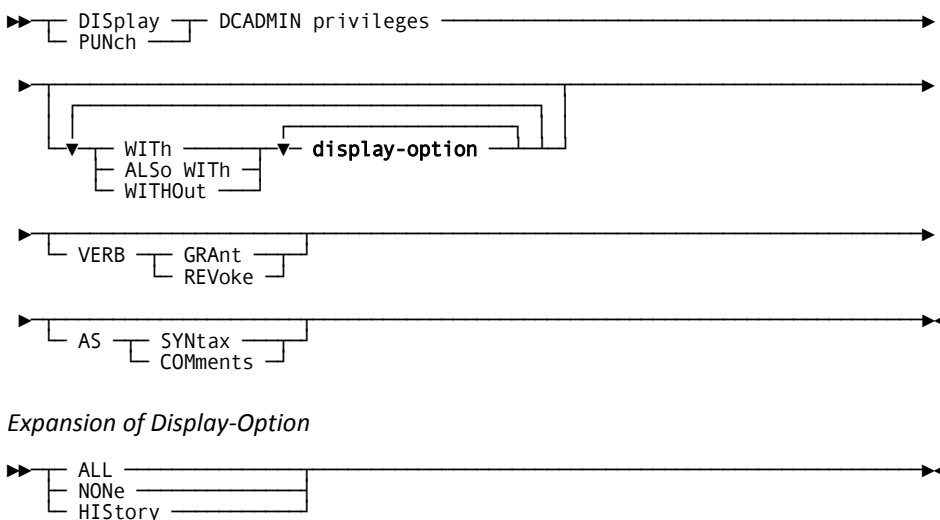 DISplay DCADMIN privileges
PUNch
WITh display-option
ALSo WITh
WITHOut
VERB GRAnt
REVoke
AS SYNtax
COMments
Expansion of Display-Option
ALL
NONe
HIStory